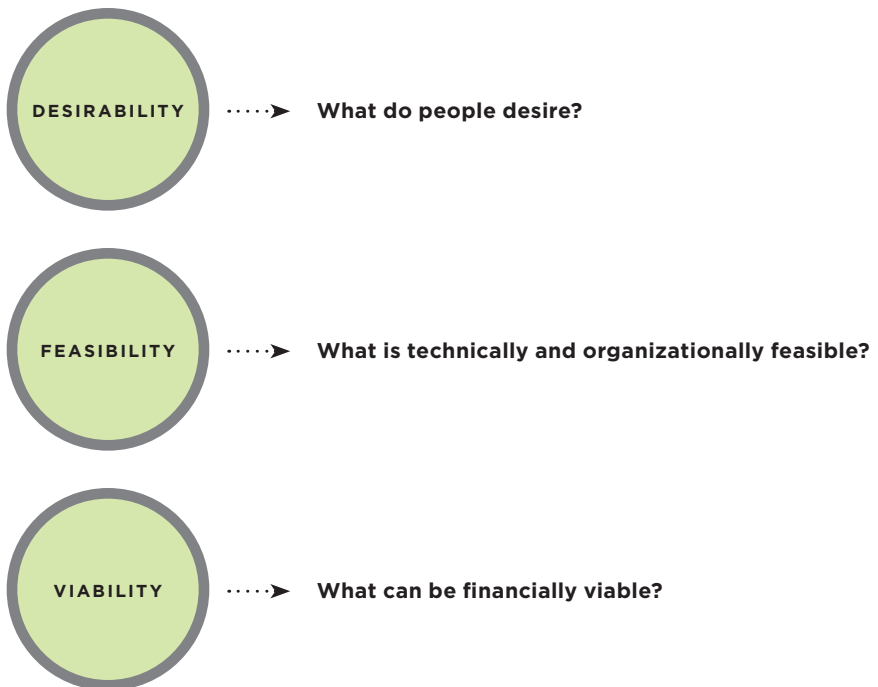 DESIRABILITY
What do people desire?
FEASIBILITY
What is technically and organizationally feasible?
VIABILITY
What can be financially viable?